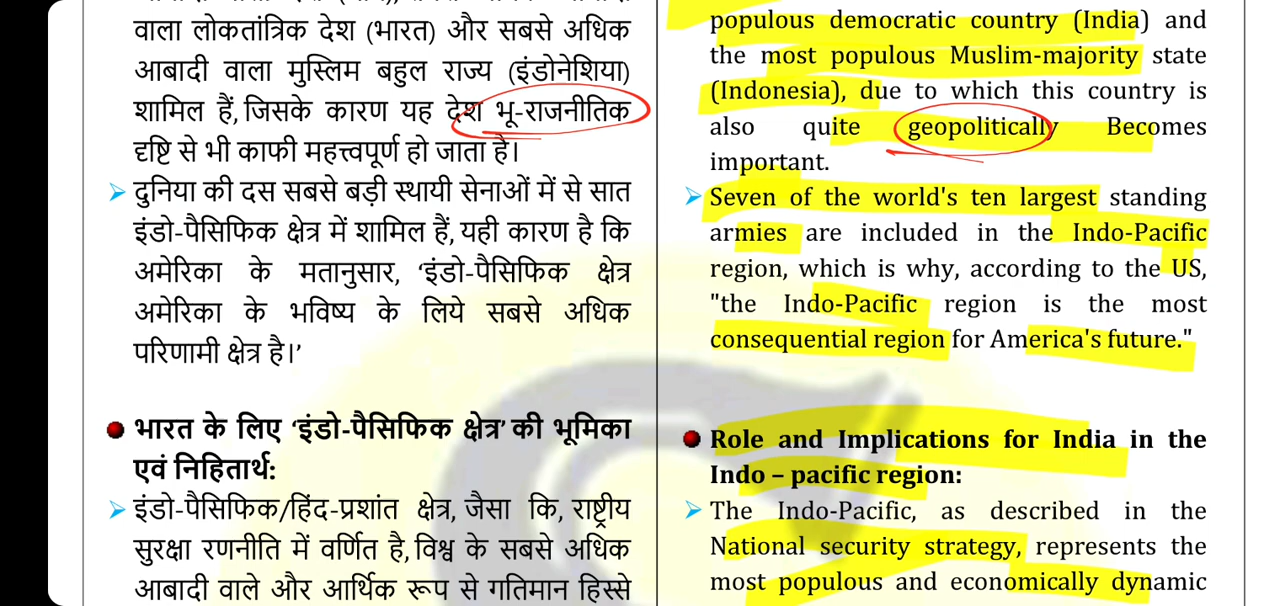 वाला लोकतांत्रिक देश (भारत) और सबसे अधिक
आबादी वाला मुस्लिम बहुल राज्य (इंडोनेशिया)
शामिल हैं, जिसके कारण यह देश भू-राजनीतिक
दृष्टि से भी काफी महत्त्वपूर्ण हो जाता है।
➢ दुनिया की दस सबसे बड़ी स्थायी सेनाओं में से सात
इंडो-पैसिफिक क्षेत्र में शामिल हैं, यही कारण है कि
अमेरिका के मतानुसार, ‘इंडो-पैसिफिक क्षेत्र
अमेरिका के भविष्य के लिये सबसे अधिक
परिणामी क्षेत्र है।’
● भारत के लिए ‘इंडो-पैसिफिक क्षेत्र’ की भूमिका
एवं निहितार्थ:
➢ इंडो-पैसिफिक/हिंद-प्रशांत क्षेत्र, जैसा कि, राष्ट्रीय
सुरक्षा रणनीति में वर्णित है, विश्व के सबसे अधिक
आबादी वाले और आर्थिक रूप से गतिमान हिस्से
populous democratic country (India) and
the most populous Muslim-majority state
(Indonesia), due to which this country is
also quite geopolitically Becomes
important.
➢ Seven of the world's ten largest standing
armies are included in the Indo-Pacific
region, which is why, according to the US,
"the Indo-Pacific region is the most
consequential region for America's future."
● Role and Implications for India in the
Indo – pacific region:
➢ The Indo-Pacific, as described in the
National security strategy, represents the
most populous and economically dynamic